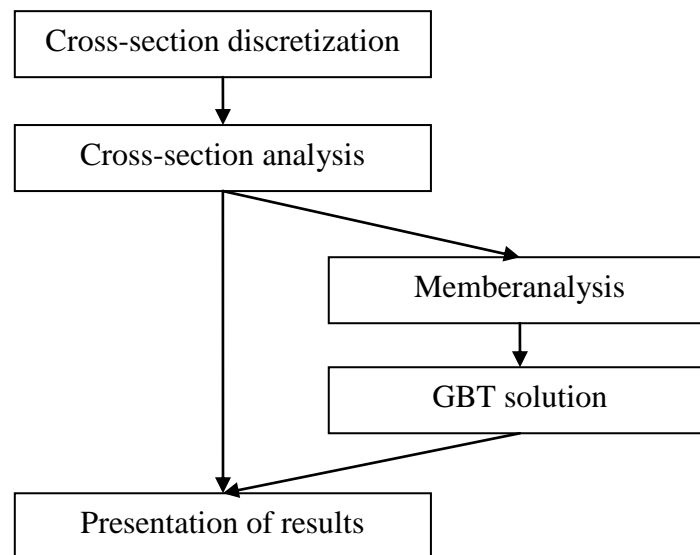 Cross-section discretization
Cross-section analysis
Memberanalysis
GBT solution
Presentation of results